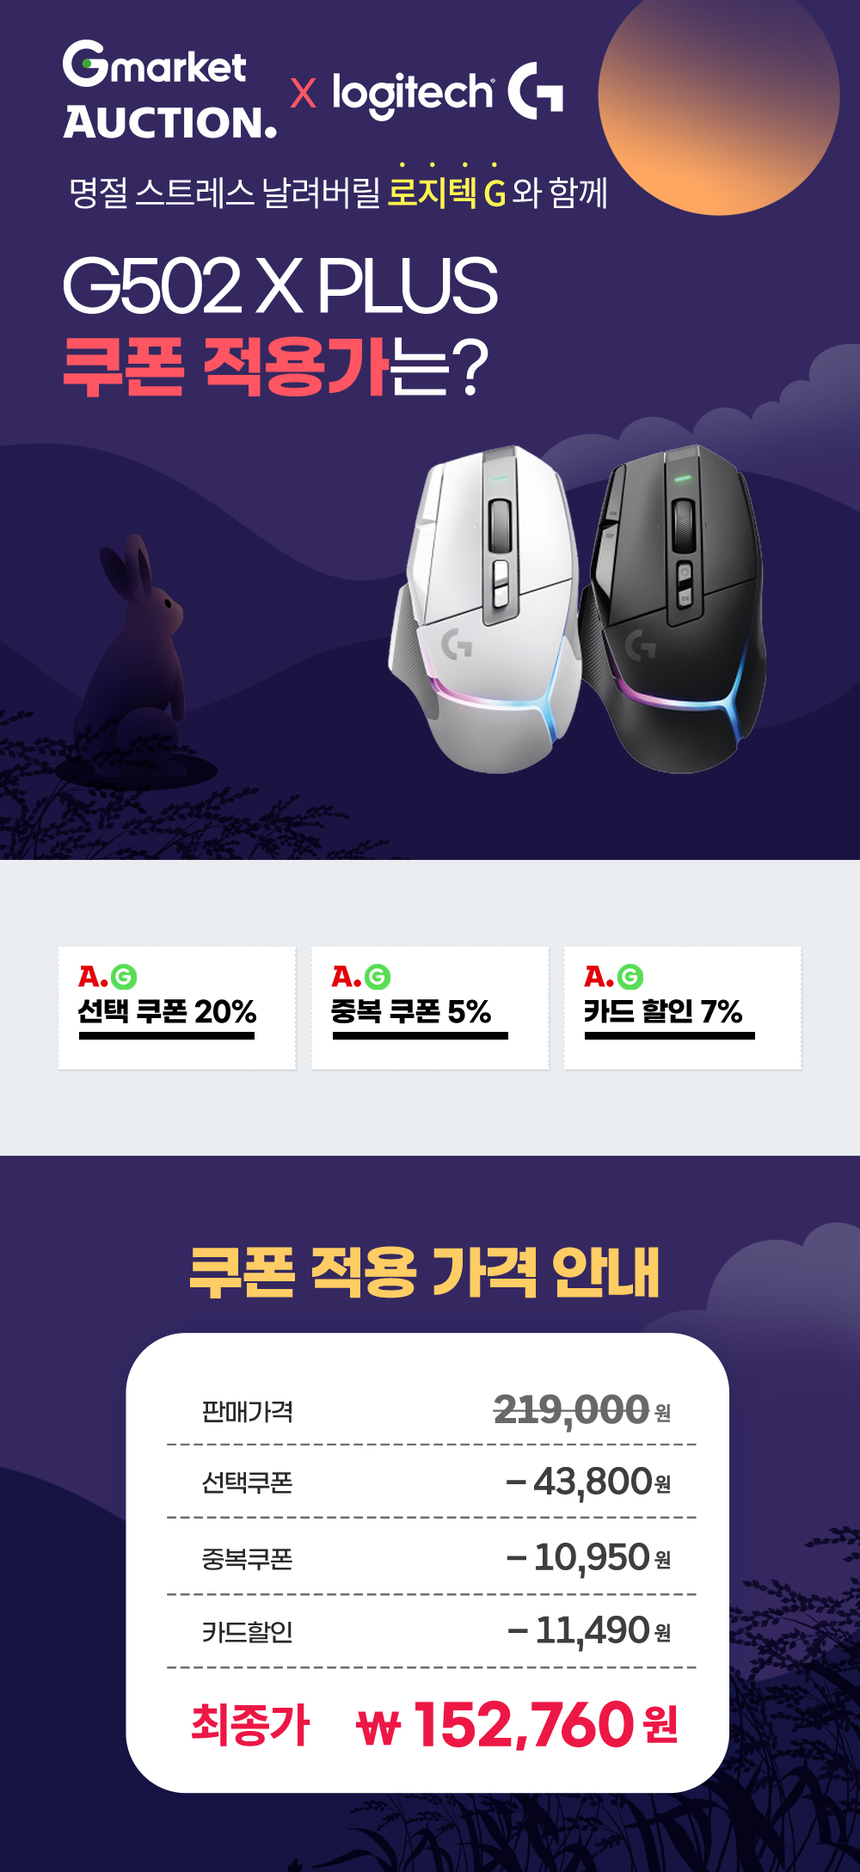 Gmarket
AUCTION.
X logitech G
명절 스트레스 날려버릴 로지텍 G 와 함께
G502 X PLUS
쿠폰 적용가는?
A. G
선택 쿠폰 20%
A. G
중복 쿠폰 5%
A. G
카드 할인 7%
쿠폰 적용 가격 안내
판매가격 219,000 원
선택쿠폰 – 43,800 원
중복쿠폰 – 10,950 원
카드할인 – 11,490 원
최종가 ₩ 152,760 원